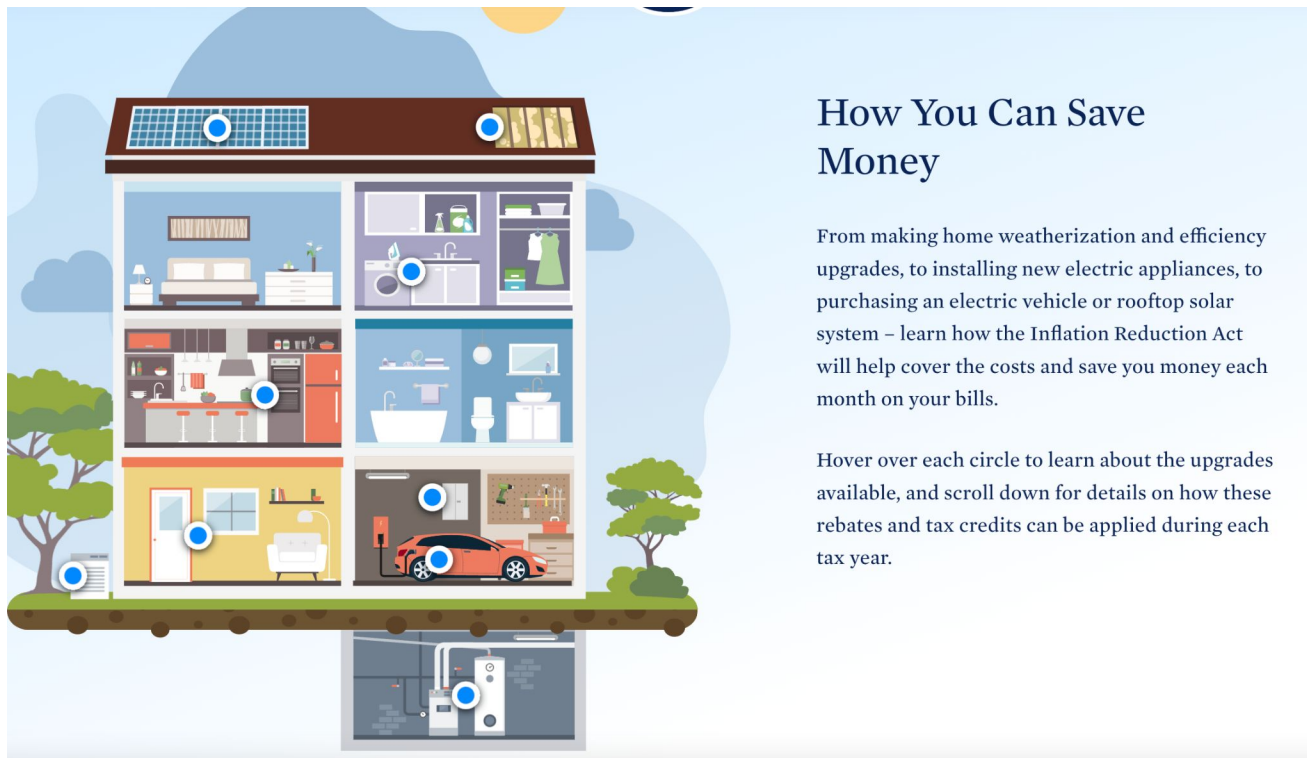 How You Can Save
Money
From making home weatherization and efficiency
upgrades, to installing new electric appliances, to
purchasing an electric vehicle or rooftop solar
system – learn how the Inflation Reduction Act
will help cover the costs and save you money each
month on your bills.
Hover over each circle to learn about the upgrades
available, and scroll down for details on how these
rebates and tax credits can be applied during each
tax year.